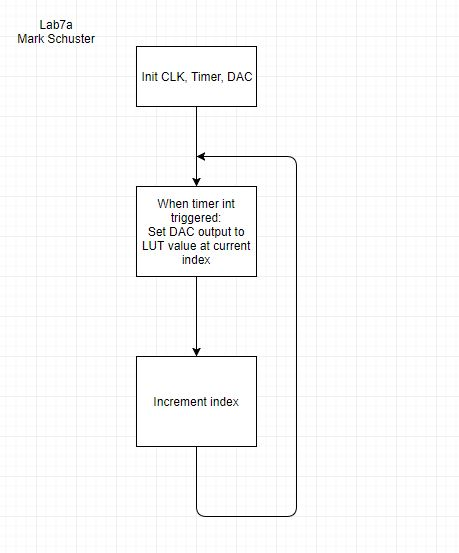 Lab7a
Mark Schuster
Init CLK, Timer, DAC
When timer int
triggered:
Set DAC output to
LUT value at current
index
Increment index